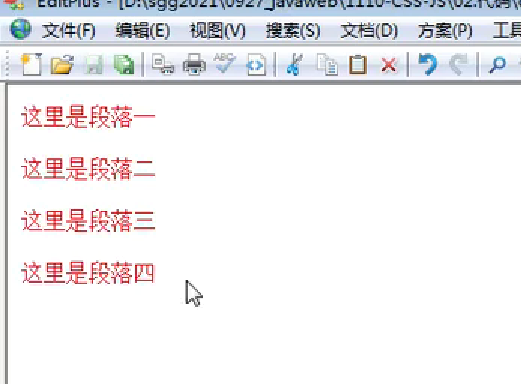 EditPlus - [D:\sgg2021\0927_javaweb\1110-CSS-JS\02.代码\
文件(F) 编辑(E) 视图(V) 搜索(S) 文档(D) 方案(P) 工具
ABC
这里是段落一
这里是段落二
这里是段落三
这里是段落四